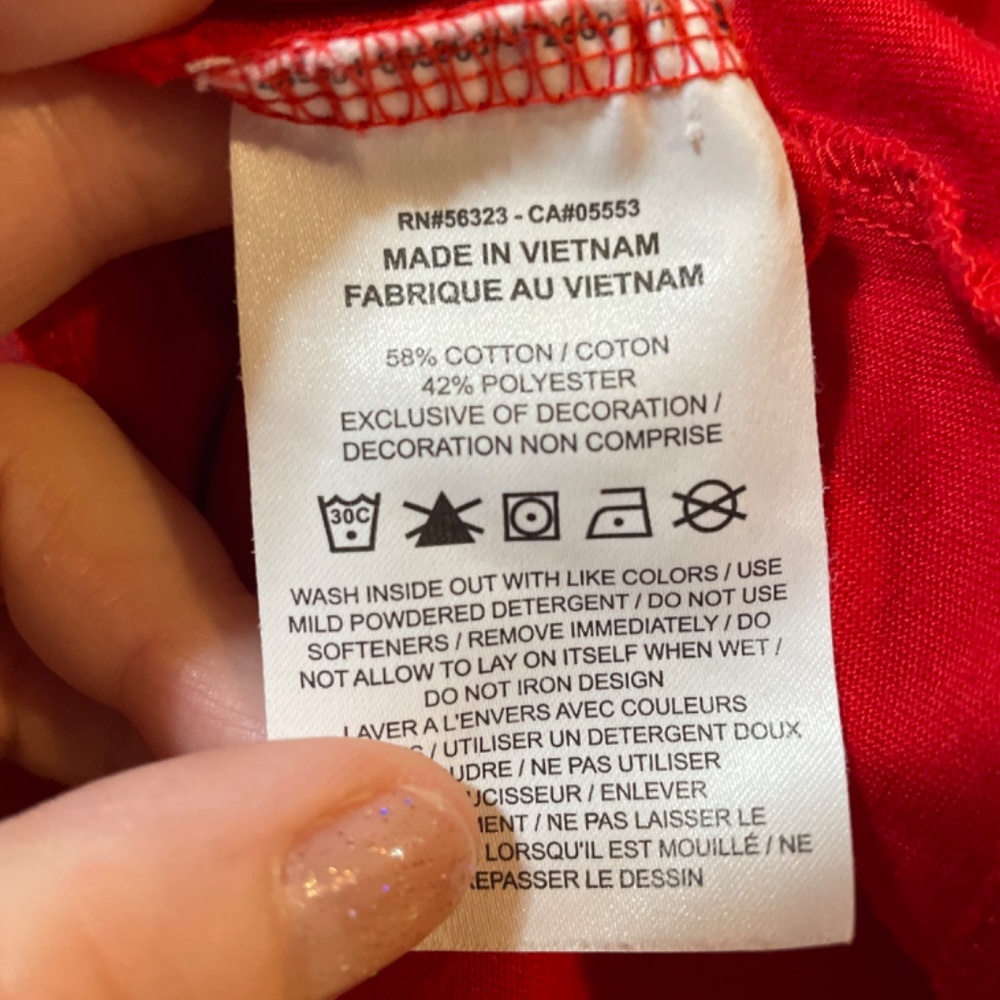 RN#56323 - CA#05553
MADE IN VIETNAM
FABRIQUE AU VIETNAM
58% COTTON / COTON
42% POLYESTER
EXCLUSIVE OF DECORATION /
DECORATION NON COMPRISE
30C
WASH INSIDE OUT WITH LIKE COLORS / USE
MILD POWDERED DETERGENT / DO NOT USE
SOFTENERS / REMOVE IMMEDIATELY / DO
NOT ALLOW TO LAY ON ITSELF WHEN WET /
DO NOT IRON DESIGN
LAVER A L'ENVERS AVEC COULEURS
/ UTILISER UN DETERGENT DOUX
/ NE PAS UTILISER
/ ENLEVER
/ NE PAS LAISSER LE
LORSQU'IL EST MOUILLÉ / NE
LE DESSIN